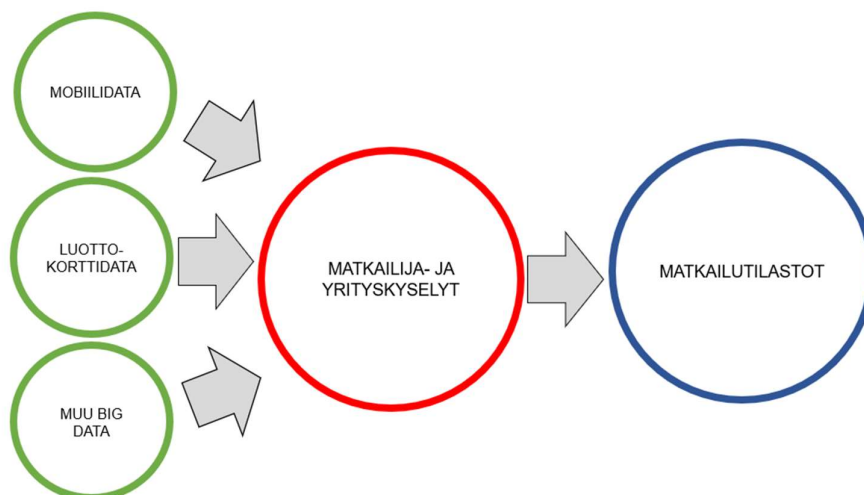 MOBIILIDATA
LUOTTO-
KORTTIDATA
MUU BIG
DATA
MATKAILIJA- JA
YRITYSKYSELYT
MATKAILUTILASTOT